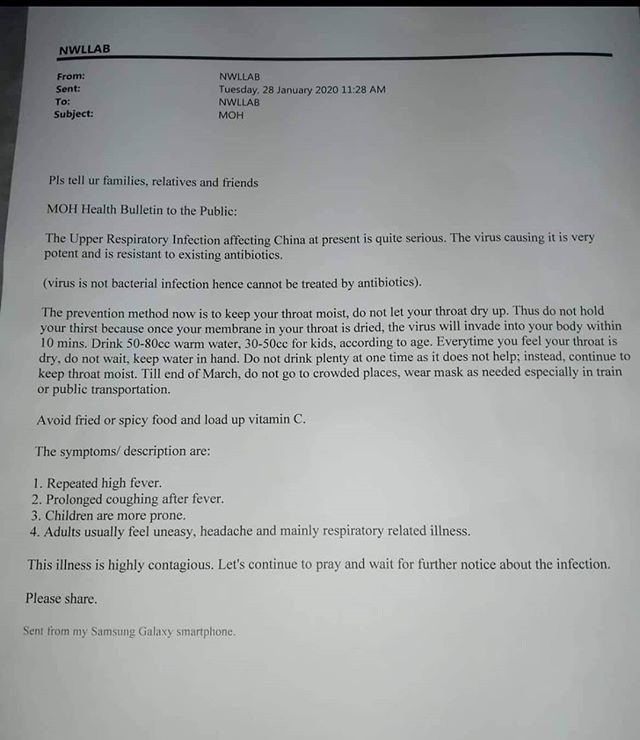 NWLLAB
From: NWLLAB
Sent: Tuesday, 28 January 2020 11:28 AM
To: NWLLAB
Subject: MOH
Pls tell ur families, relatives and friends
MOH Health Bulletin to the Public:
The Upper Respiratory Infection affecting China at present is quite serious. The virus causing it is very
potent and is resistant to existing antibiotics.
(virus is not bacterial infection hence cannot be treated by antibiotics).
The prevention method now is to keep your throat moist, do not let your throat dry up. Thus do not hold
your thirst because once your membrane in your throat is dried, the virus will invade into your body within
10 mins. Drink 50-80cc warm water, 30-50cc for kids, according to age. Everytime you feel your throat is
dry, do not wait, keep water in hand. Do not drink plenty at one time as it does not help; instead, continue to
keep throat moist. Till end of March, do not go to crowded places, wear mask as needed especially in train
or public transportation.
Avoid fried or spicy food and load up vitamin C.
The symptoms/ description are:
1. Repeated high fever.
2. Prolonged coughing after fever.
3. Children are more prone.
4. Adults usually feel uneasy, headache and mainly respiratory related illness.
This illness is highly contagious. Let's continue to pray and wait for further notice about the infection.
Please share.
Sent from my Samsung Galaxy smartphone.